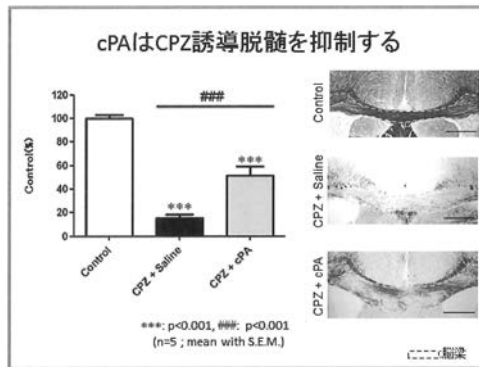 cPAはCPZ誘導脱髄を抑制する
Control(%)
120
100
80
60
40
20
0
###
***
***
Control
CPZ + Saline
CPZ + cPA
Control
CPZ + Saline
CPZ + cPA
***: p<0.001, ###: p<0.001
(n=5 ; mean with S.E.M.)
:脳梁